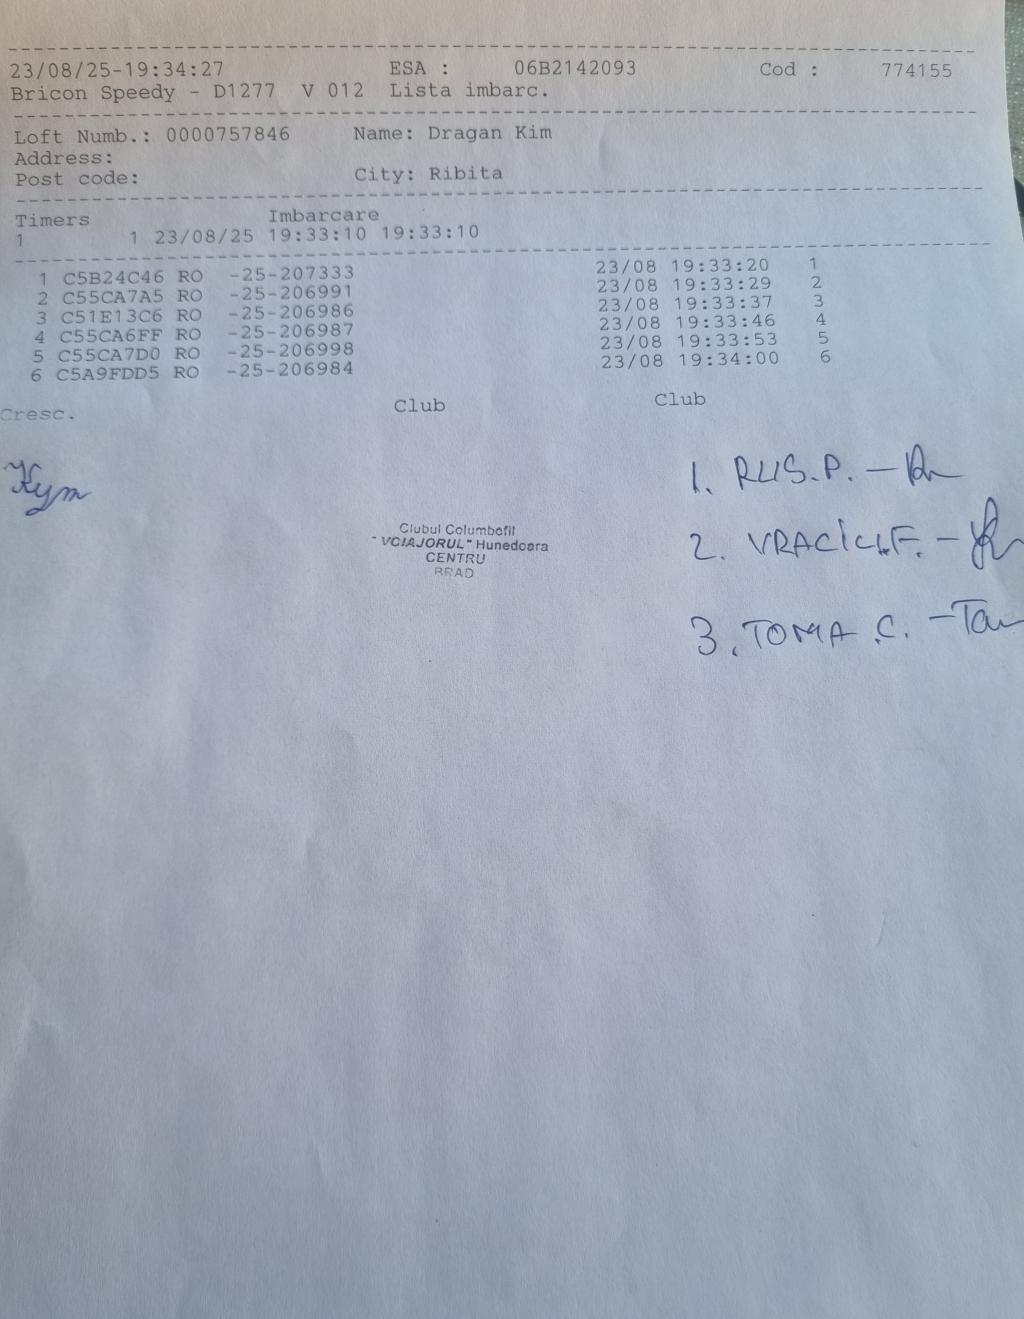 23/08/25-19:34:27 ESA : 06B2142093 Cod : 774155
Bricon Speedy - D1277 V 012 Lista imbarc.
Loft Numb.: 0000757846 Name: Dragan Kim
Address:
Post code: City: Ribita
Timers Imbarcare
1 1 23/08/25 19:33:10 19:33:10
1 C5B24C46 RO -25-207333 23/08 19:33:20 1
2 C55CA7A5 RO -25-206991 23/08 19:33:29 2
3 C51E13C6 RO -25-206986 23/08 19:33:37 3
4 C55CA6FF RO -25-206987 23/08 19:33:46 4
5 C55CA7D0 RO -25-206998 23/08 19:33:53 5
6 C5A9FDD5 RO -25-206984 23/08 19:34:00 6
Cresc. Club Club
1. RUS.P. —
Clubul Columbofil
"VOIAJORUL" Hunedoara
CENTRU
BRAD
2. F. —
3. TOMA C. —